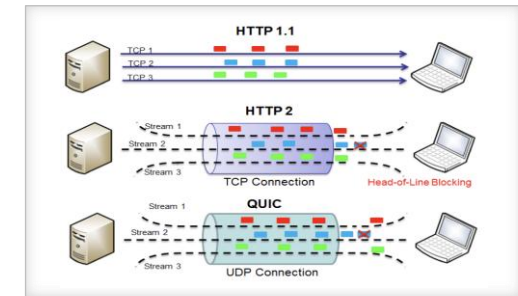 HTTP 1.1
TCP 1
TCP 2
TCP 3
HTTP 2
Stream 1
Stream 2
Stream 3
TCP Connection
Head-of-Line Blocking
QUIC
Stream 1
Stream 2
Stream 3
UDP Connection